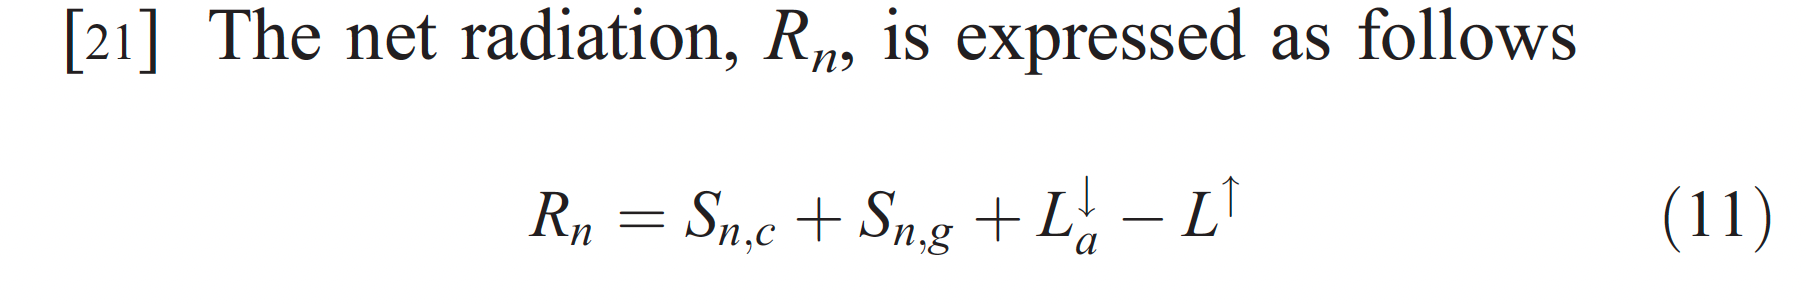 [21] The net radiation, Rn, is expressed as follows
Rn = Sn,c + Sn,g + La↓ − L↑ (11)